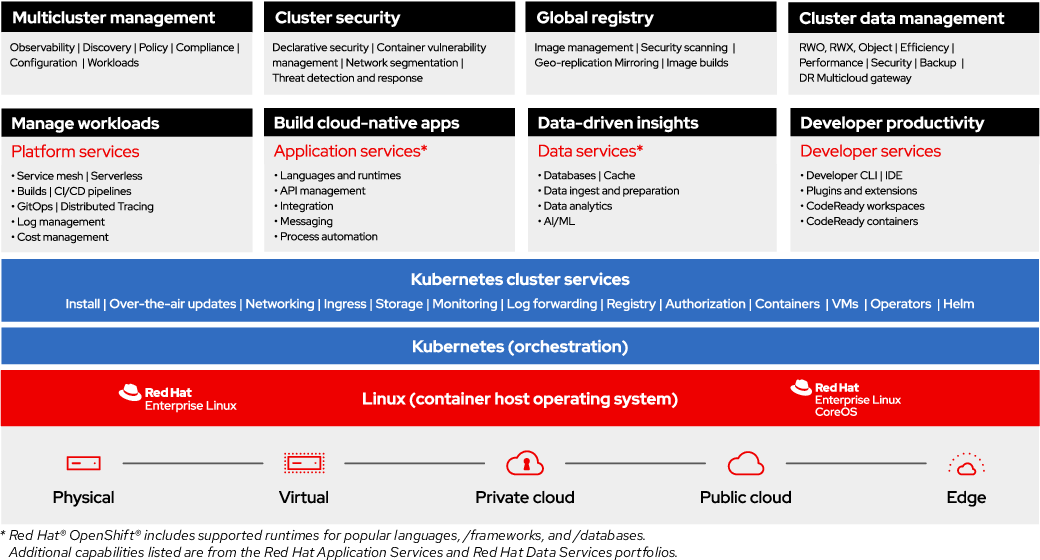 Multicluster management
Observability | Discovery | Policy | Compliance |
Configuration | Workloads
Cluster security
Declarative security | Container vulnerability
management | Network segmentation |
Threat detection and response
Global registry
Image management | Security scanning |
Geo-replication Mirroring | Image builds
Cluster data management
RWO, RWX, Object | Efficiency |
Performance | Security | Backup |
DR Multicloud gateway
Manage workloads
Platform services
• Service mesh | Serverless
• Builds | CI/CD pipelines
• GitOps | Distributed Tracing
• Log management
• Cost management
Build cloud-native apps
Application services*
• Languages and runtimes
• API management
• Integration
• Messaging
• Process automation
Data-driven insights
Data services*
• Databases | Cache
• Data ingest and preparation
• Data analytics
• AI/ML
Developer productivity
Developer services
• Developer CLI | IDE
• Plugins and extensions
• CodeReady workspaces
• CodeReady containers
Kubernetes cluster services
Install | Over-the-air updates | Networking | Ingress | Storage | Monitoring | Log forwarding | Registry | Authorization | Containers | VMs | Operators | Helm
Kubernetes (orchestration)
Red Hat
Enterprise Linux
Linux (container host operating system)
Red Hat
Enterprise Linux
CoreOS
Physical
Virtual
Private cloud
Public cloud
Edge
* Red Hat® OpenShift® includes supported runtimes for popular languages, /frameworks, and /databases.
Additional capabilities listed are from the Red Hat Application Services and Red Hat Data Services portfolios.